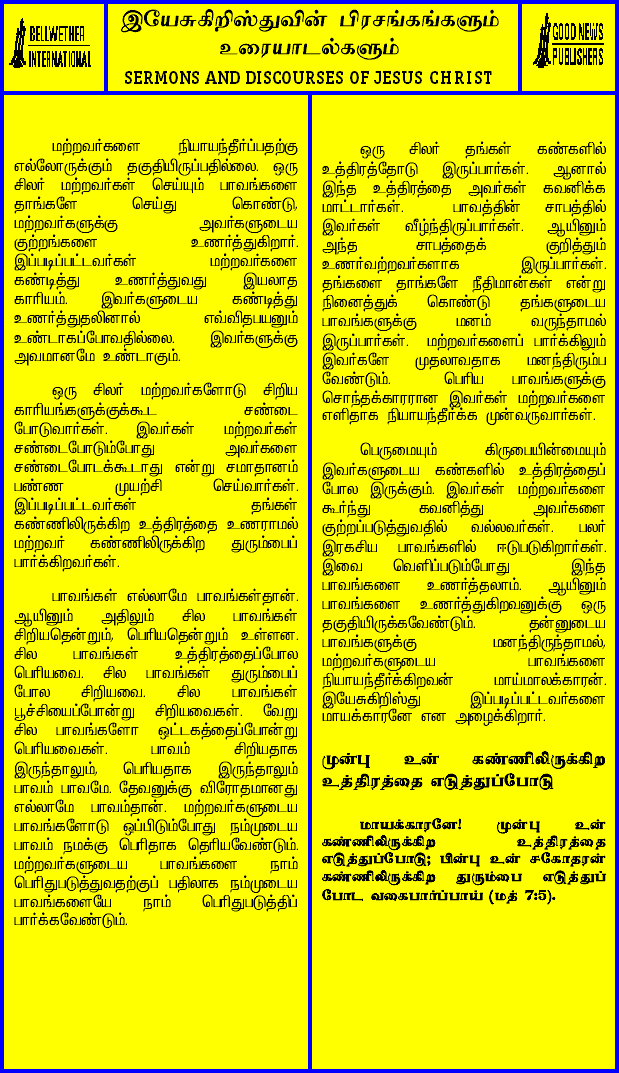 BELLWETHER
INTERNATIONAL
இயேசுகிறிஸ்துவின் பிரசங்கங்களும்
உரையாடல்களும்
SERMONS AND DISCOURSES OF JESUS CHRIST
GOOD NEWS
PUBLISHERS
மற்றவர்களை நியாயந்தீர்ப்பதற்கு
எல்லோருக்கும் தகுதியிருப்பதில்லை. ஒரு
சிலர் மற்றவர்கள் செய்யும் பாவங்களை
தாங்களே செய்து கொண்டு,
மற்றவர்களுக்கு அவர்களுடைய
குற்றங்களை உணர்த்துகிறார்.
இப்படிப்பட்டவர்கள் மற்றவர்களை
கண்டித்து உணர்த்துவது இயலாத
காரியம். இவர்களுடைய கண்டித்து
உணர்த்துதலினால் எவ்விதபயனும்
உண்டாகப்போவதில்லை. இவர்களுக்கு
அவமானமே உண்டாகும்.
ஒரு சிலர் மற்றவர்களோடு சிறிய
காரியங்களுக்குக்கூட சண்டை
போடுவார்கள். இவர்கள் மற்றவர்கள்
சண்டைபோடும்போது அவர்களை
சண்டைபோடக்கூடாது என்று சமாதானம்
பண்ண முயற்சி செய்வார்கள்.
இப்படிப்பட்டவர்கள் தங்கள்
கண்ணிலிருக்கிற உத்திரத்தை உணராமல்
மற்றவர் கண்ணிலிருக்கிற துரும்பைப்
பார்க்கிறவர்கள்.
பாவங்கள் எல்லாமே பாவங்கள்தான்.
ஆயினும் அதிலும் சில பாவங்கள்
சிறியதென்றும், பெரியதென்றும் உள்ளன.
சில பாவங்கள் உத்திரத்தைப்போல
பெரியவை. சில பாவங்கள் துரும்பைப்
போல சிறியவை. சில பாவங்கள்
பூச்சியைப்போன்று சிறியவைகள். வேறு
சில பாவங்களோ ஒட்டகத்தைப்போன்று
பெரியவைகள். பாவம் சிறியதாக
இருந்தாலும், பெரியதாக இருந்தாலும்
பாவம் பாவமே. தேவனுக்கு விரோதமானது
எல்லாமே பாவம்தான். மற்றவர்களுடைய
பாவங்களோடு ஒப்பிடும்போது நம்முடைய
பாவம் நமக்கு பெரிதாக தெரியவேண்டும்.
மற்றவர்களுடைய பாவங்களை நாம்
பெரிதுபடுத்துவதற்குப் பதிலாக நம்முடைய
பாவங்களையே நாம் பெரிதுபடுத்திப்
பார்க்கவேண்டும்.
ஒரு சிலர் தங்கள் கண்களில்
உத்திரத்தோடு இருப்பார்கள். ஆனால்
இந்த உத்திரத்தை அவர்கள் கவனிக்க
மாட்டார்கள். பாவத்தின் சாபத்தில்
இவர்கள் வீழ்ந்திருப்பார்கள். ஆயினும்
அந்த சாபத்தைக் குறித்தும்
உணர்வற்றவர்களாக இருப்பார்கள்.
தங்களை தாங்களே நீதிமான்கள் என்று
நினைத்துக் கொண்டு தங்களுடைய
பாவங்களுக்கு மனம் வருந்தாமல்
இருப்பார்கள். மற்றவர்களைப் பார்க்கிலும்
இவர்களே முதலாவதாக மனந்திரும்ப
வேண்டும். பெரிய பாவங்களுக்கு
சொந்தக்காரரான இவர்கள் மற்றவர்களை
எளிதாக நியாயந்தீர்க்க முன்வருவார்கள்.
பெருமையும் கிருபையின்மையும்
இவர்களுடைய கண்களில் உத்திரத்தைப்
போல இருக்கும். இவர்கள் மற்றவர்களை
கூர்ந்து கவனித்து அவர்களை
குற்றப்படுத்துவதில் வல்லவர்கள். பலர்
இரகசிய பாவங்களில் ஈடுபடுகிறார்கள்.
இவை வெளிப்படும்போது இந்த
பாவங்களை உணர்த்தலாம். ஆயினும்
பாவங்களை உணர்த்துகிறவனுக்கு ஒரு
தகுதியிருக்கவேண்டும். தன்னுடைய
பாவங்களுக்கு மனந்திருந்தாமல்,
மற்றவர்களுடைய பாவங்களை
நியாயந்தீர்க்கிறவன் மாய்மாலக்காரன்.
இயேசுகிறிஸ்து இப்படிப்பட்டவர்களை
மாயக்காரனே என அழைக்கிறார்.
முன்பு உன் கண்ணிலிருக்கிற
உத்திரத்தை எடுத்துப்போடு
மாயக்காரனே! முன்பு உன்
கண்ணிலிருக்கிற உத்திரத்தை
எடுத்துப்போடு; பின்பு உன் சகோதரன்
கண்ணிலிருக்கிற துரும்பை எடுத்துப்
போட வகைபார்ப்பாய் (மத் 7:5).